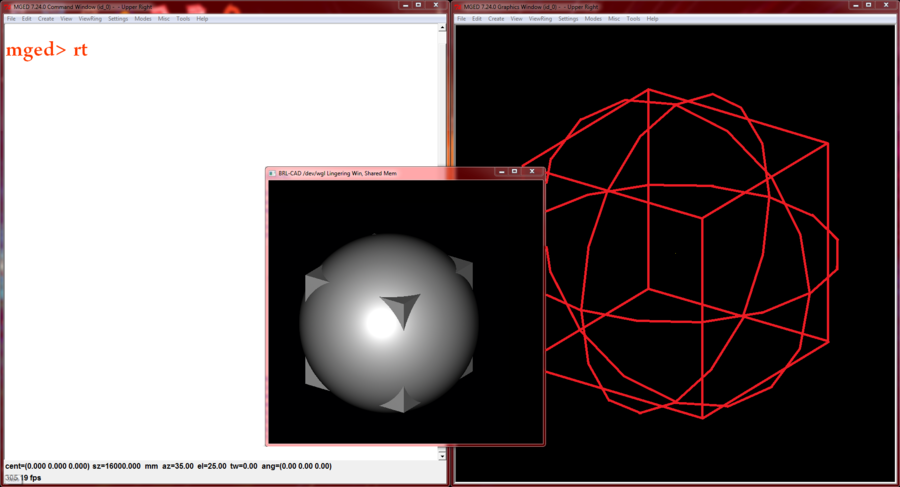 MGED 7.24.0 Command Window (id_0) - - Upper Right
File Edit Create View ViewRing Settings Modes Misc Tools Help
mged> rt
MGED 7.24.0 Graphics Window (id_0) - - Upper Right
File Edit Create View ViewRing Settings Modes Misc Tools Help
BRL-CAD /dev/wgl Lingering Win, Shared Mem
cent=(0.000 0.000 0.000) sz=16000.000 mm az=35.00 el=25.00 tw=0.00 ang=(0.00 0.00 0.00)
19 fps